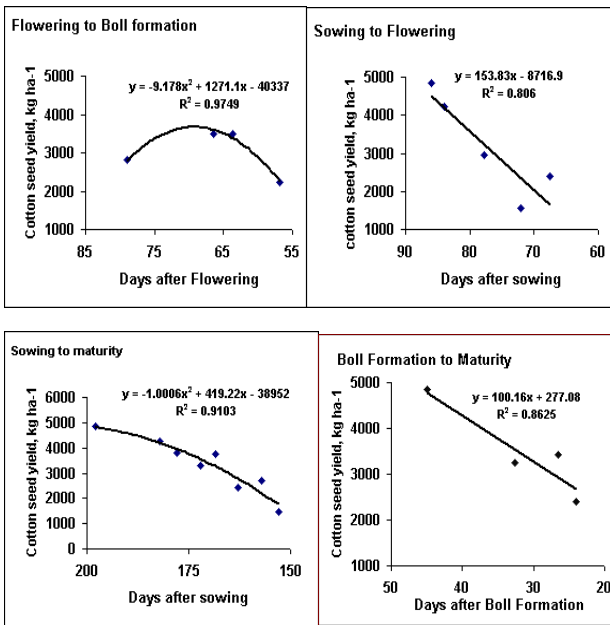 Flowering to Boll formation
y = -9.178x² + 1271.1x - 40337
R² = 0.9749
Cotton seed yield, kg ha-1
5000
4000
3000
2000
1000
85 75 65 55
Days after Flowering
Sowing to Flowering
y = 153.83x - 8716.9
R² = 0.806
cotton seed yield, kg ha-1
5000
4000
3000
2000
1000
90 80 70 60
Days after sowing
Sowing to maturity
y = -1.0006x² + 419.22x - 38952
R² = 0.9103
Cotton seed yield, kg ha-1
6000
5000
4000
3000
2000
1000
0
200 175 150
Days after sowing
Boll Formation to Maturity
y = 100.16x + 277.08
R² = 0.8625
Cotton seed yield, kg ha-1
5000
4000
3000
2000
1000
50 40 30 20
Days after Boll Formation